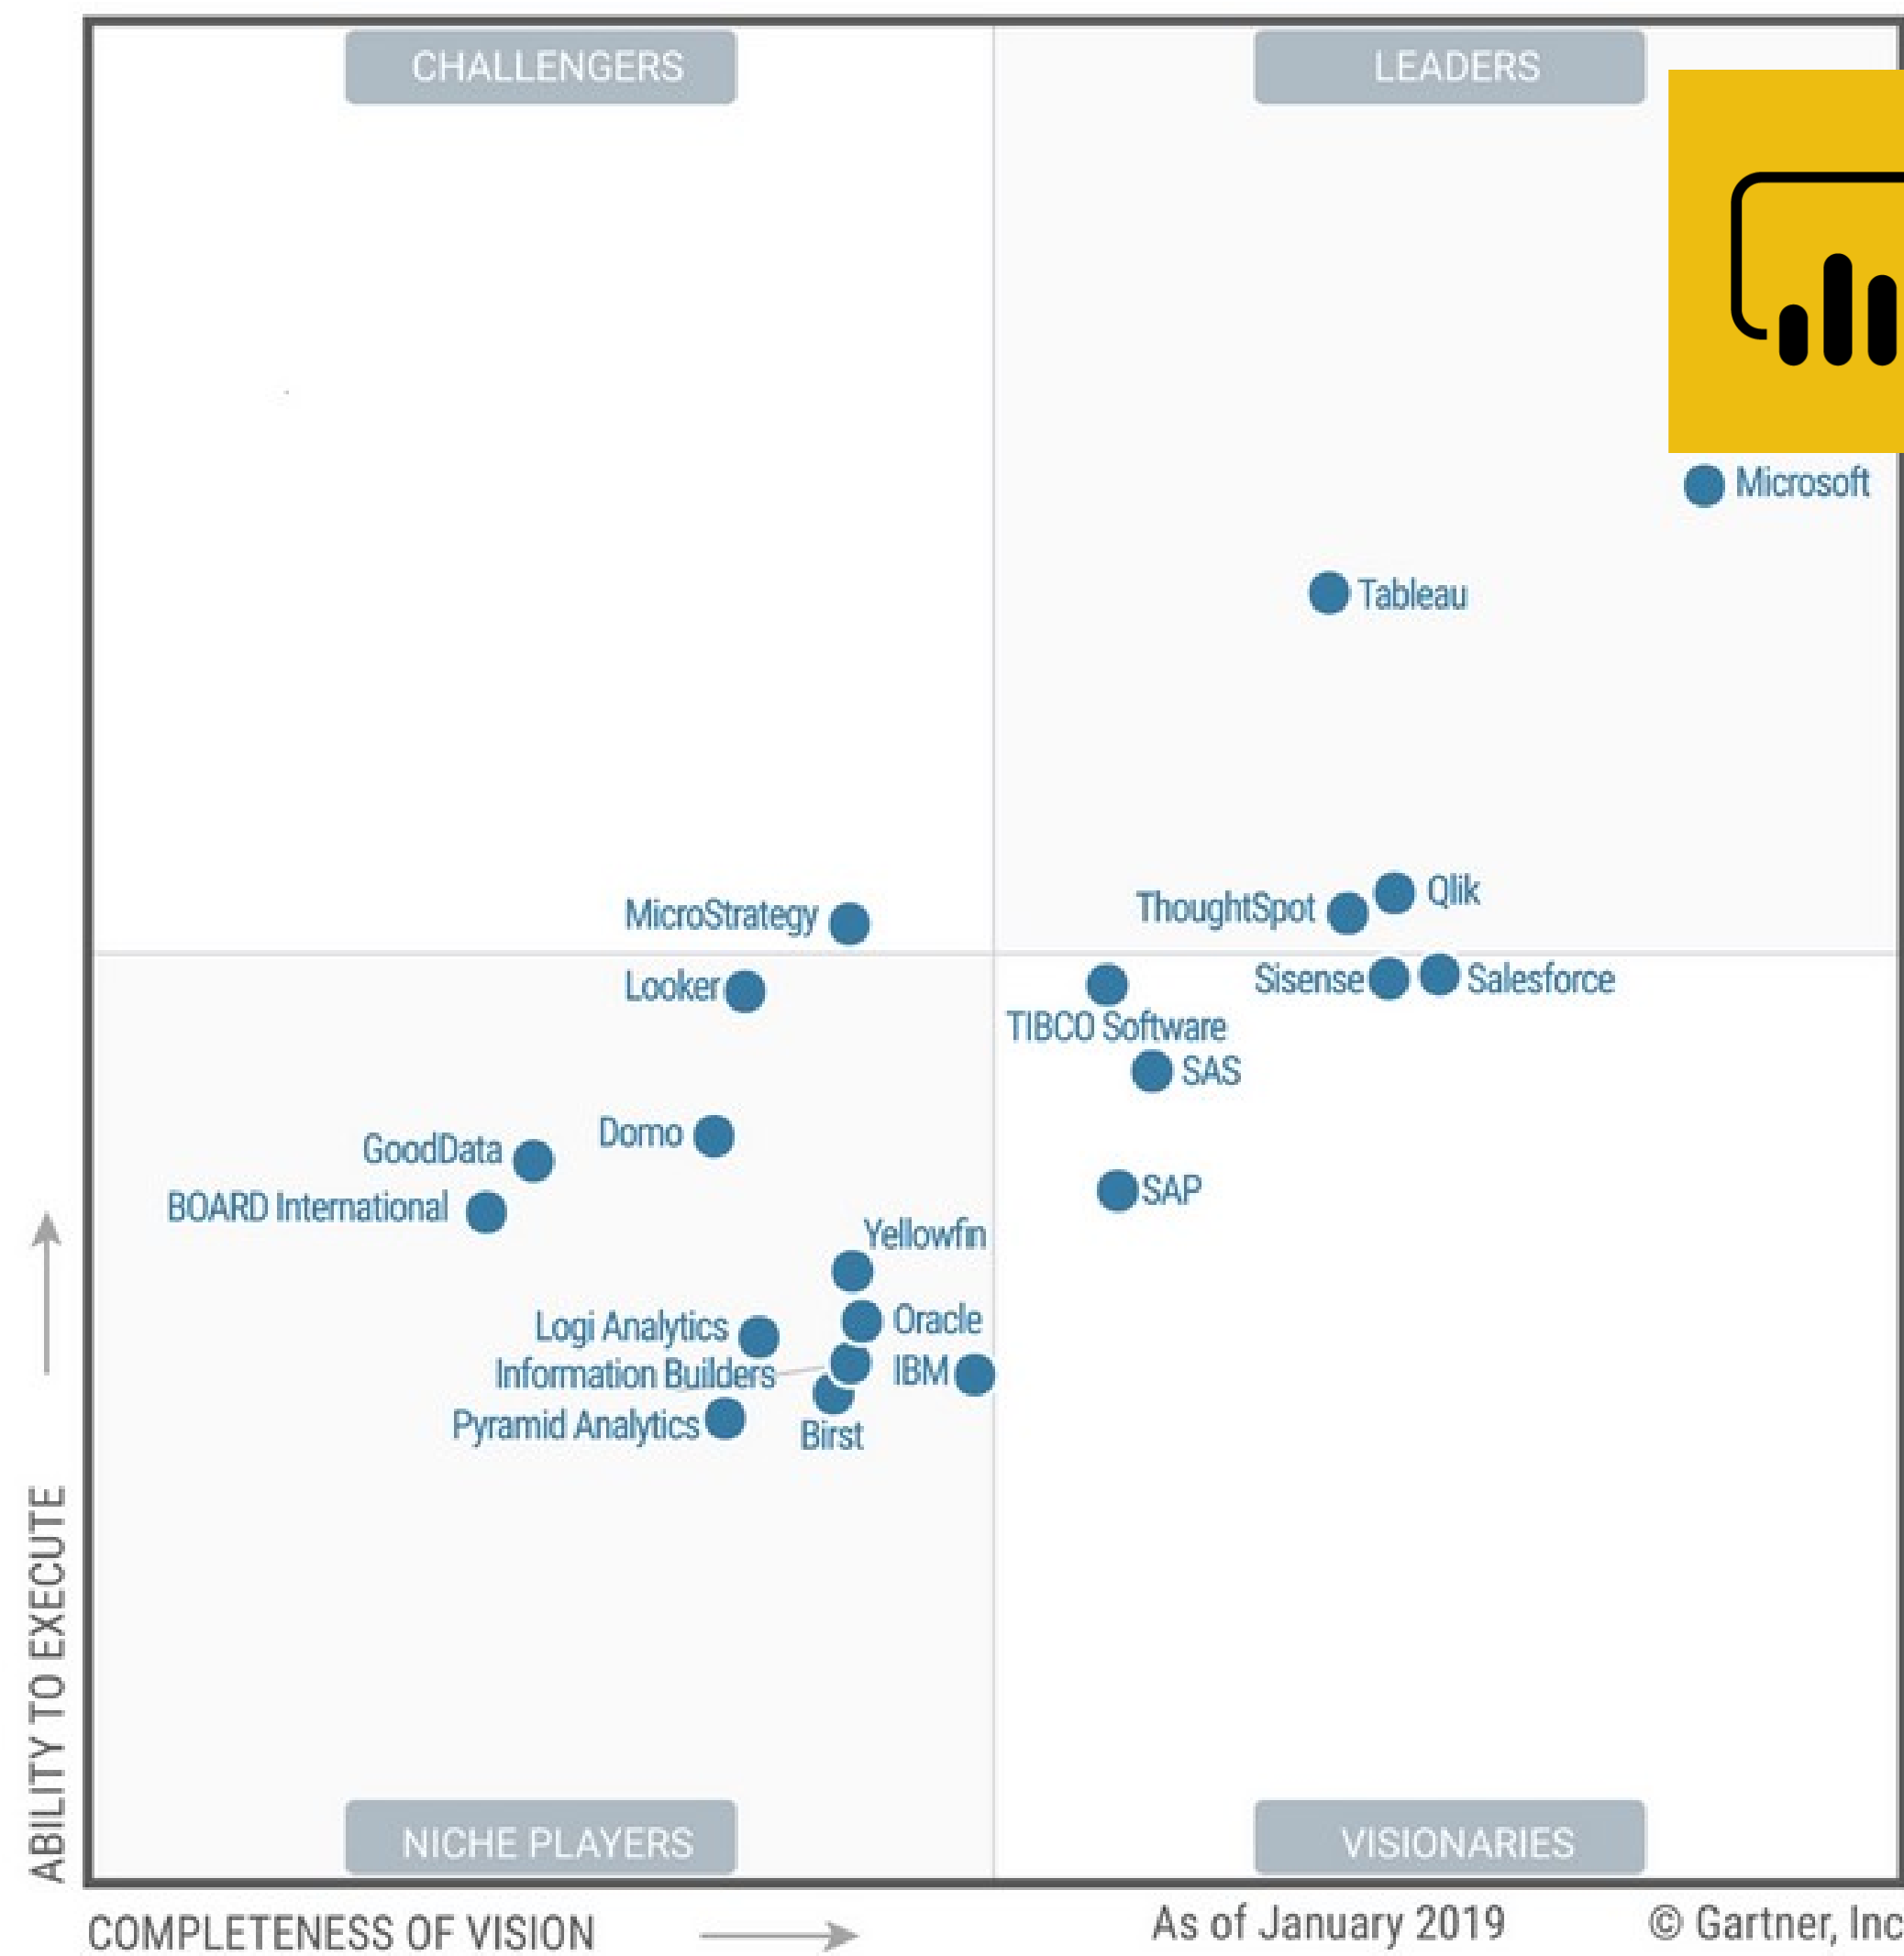 CHALLENGERS
LEADERS
Microsoft
Tableau
MicroStrategy
ThoughtSpot
Qlik
Looker
Sisense
Salesforce
TIBCO Software
SAS
GoodData
Domo
BOARD International
SAP
Yellowfin
Logi Analytics
Oracle
Information Builders
IBM
Pyramid Analytics
Birst
ABILITY TO EXECUTE
NICHE PLAYERS
VISIONARIES
COMPLETENESS OF VISION
As of January 2019
© Gartner, Inc